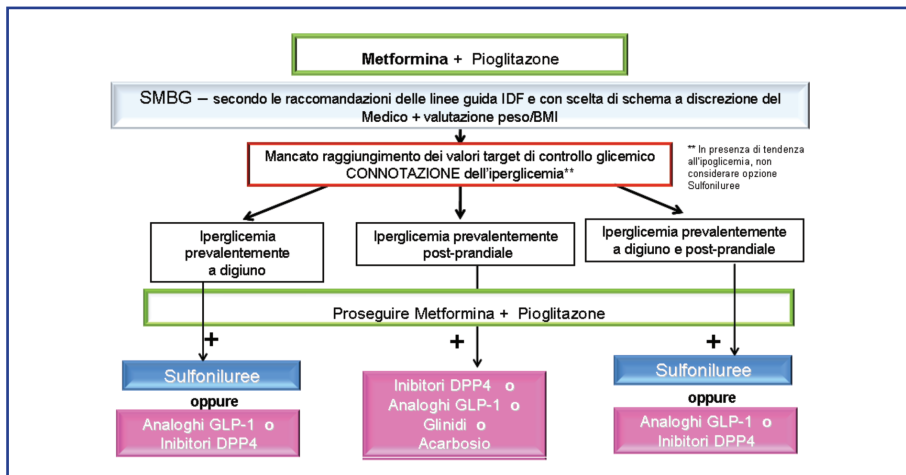 Metformina + Pioglitazone
SMBG – secondo le raccomandazioni delle linee guida IDF e con scelta di schema a discrezione del
Medico + valutazione peso/BMI
Mancato raggiungimento dei valori target di controllo glicemico
CONNOTAZIONE dell'iperglicemia**
** In presenza di tendenza
all'ipoglicemia, non
considerare opzione
Sulfoniluree
Iperglicemia
prevalentemente
a digiuno
Iperglicemia prevalentemente
post-prandiale
Iperglicemia prevalentemente
a digiuno e post-prandiale
Proseguire Metformina + Pioglitazone
+
+
+
Sulfoniluree
oppure
Analoghi GLP-1 o
Inibitori DPP4
Inibitori DPP4 o
Analoghi GLP-1 o
Glinidi o
Acarbosio
Sulfoniluree
oppure
Analoghi GLP-1 o
Inibitori DPP4